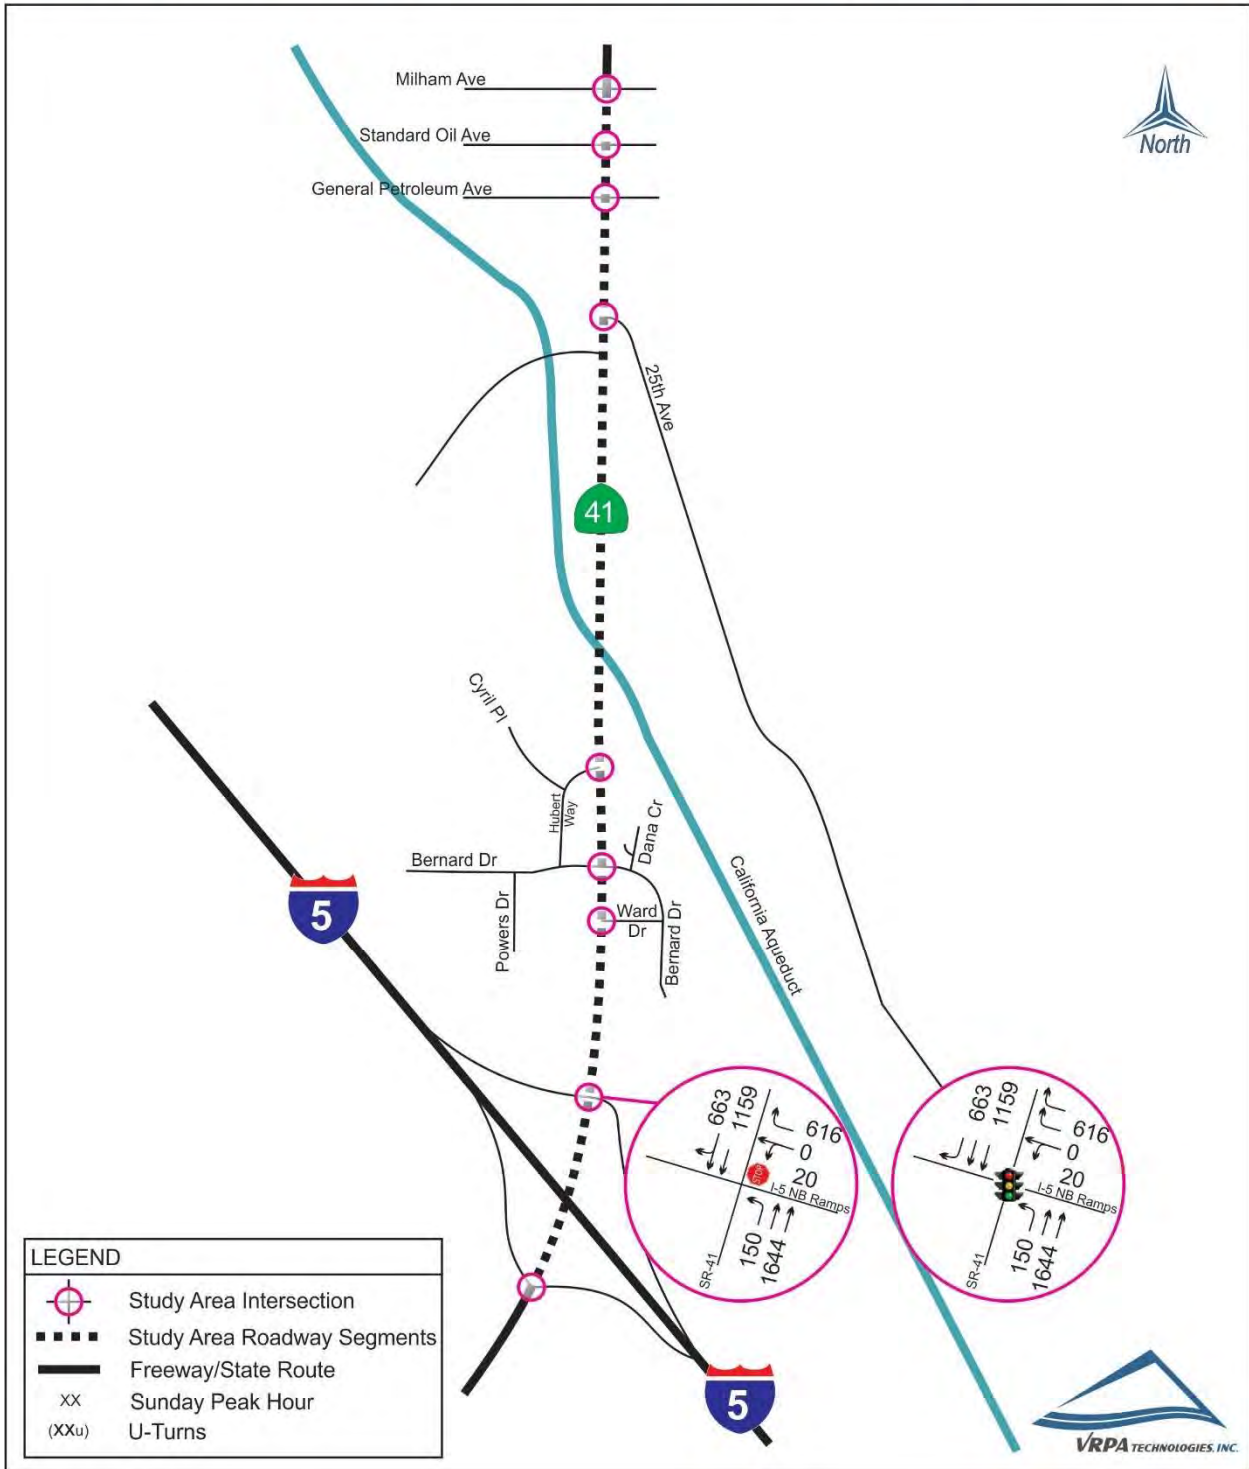 Milham Ave
Standard Oil Ave
General Petroleum Ave
North
25th Ave
41
Cyril Pl
Hubert
Way
Dana Cr
Bernard Dr
Powers Dr
Ward
Dr
Bernard Dr
California Aqueduct
5
663
1159
616
0
20
STOP
I-5 NB Ramps
150
1644
SR-41
663
1159
616
0
20
I-5 NB Ramps
150
1644
SR-41
LEGEND
Study Area Intersection
Study Area Roadway Segments
Freeway/State Route
XX Sunday Peak Hour
(XXu) U-Turns
5
VRPA TECHNOLOGIES, INC.